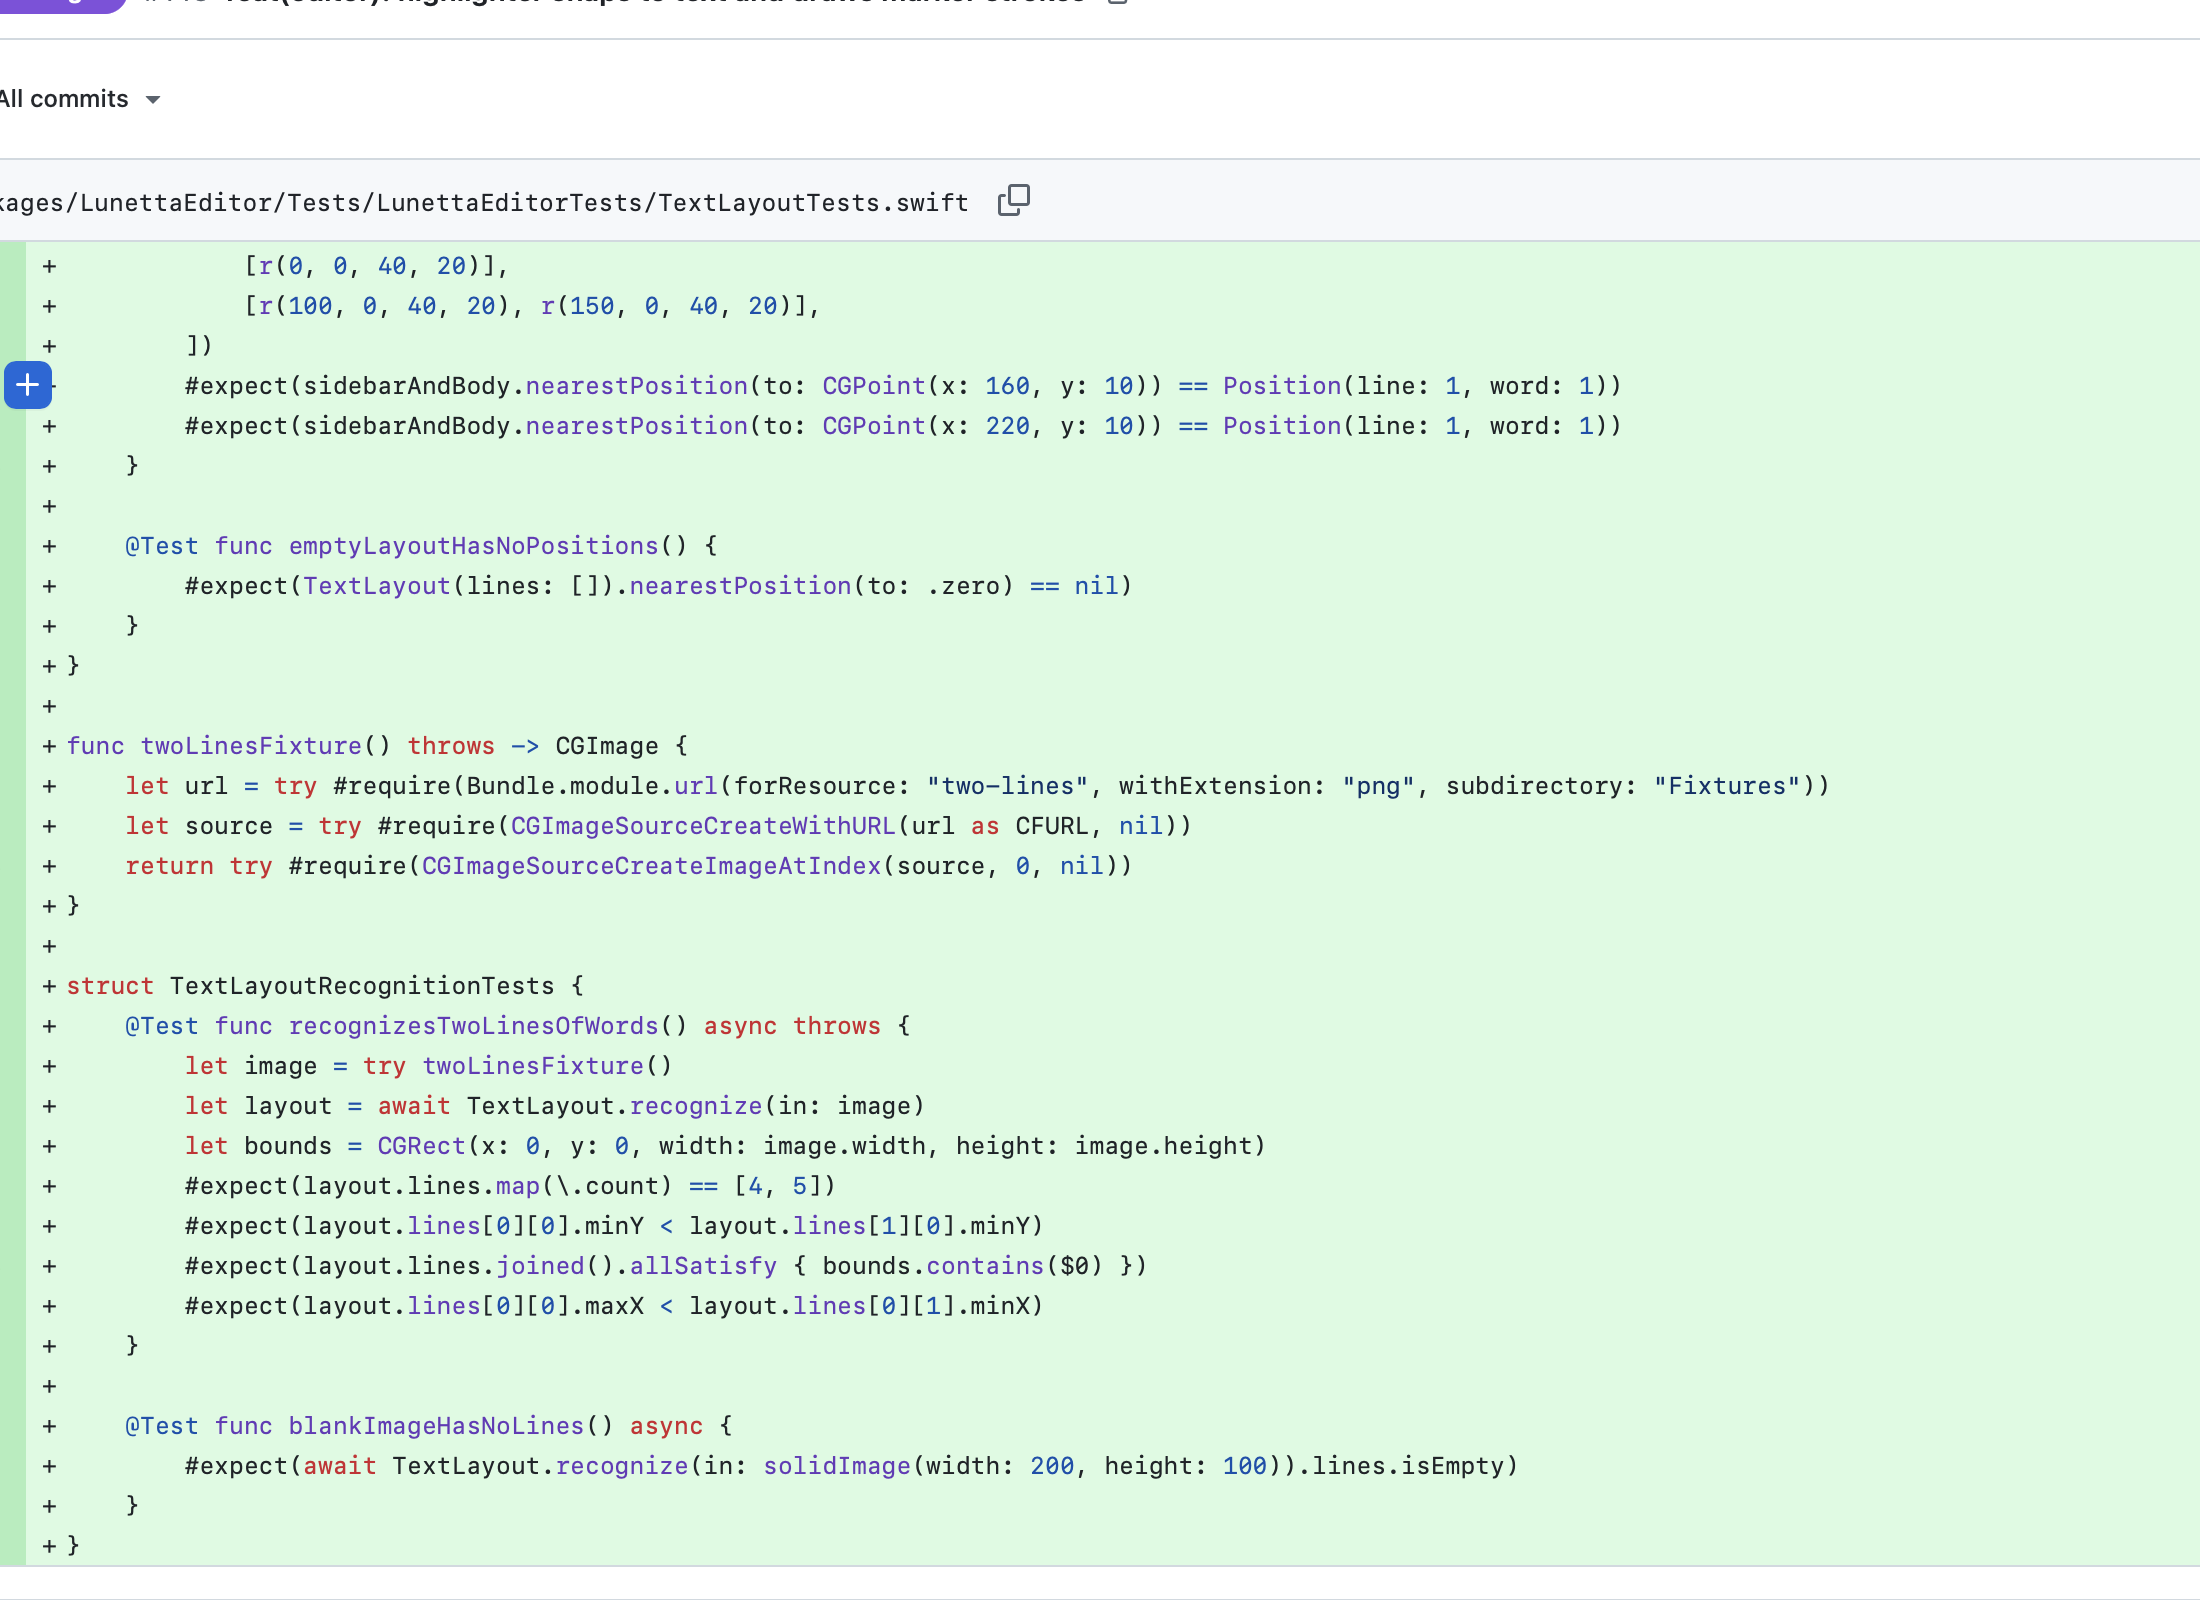 All commits
kages/LunettaEditor/Tests/LunettaEditorTests/TextLayoutTests.swift
+            [r(0, 0, 40, 20)],
+            [r(100, 0, 40, 20), r(150, 0, 40, 20)],
+        ])
        #expect(sidebarAndBody.nearestPosition(to: CGPoint(x: 160, y: 10)) == Position(line: 1, word: 1))
+        #expect(sidebarAndBody.nearestPosition(to: CGPoint(x: 220, y: 10)) == Position(line: 1, word: 1))
+    }
+
+    @Test func emptyLayoutHasNoPositions() {
+        #expect(TextLayout(lines: []).nearestPosition(to: .zero) == nil)
+    }
+}
+
+func twoLinesFixture() throws -> CGImage {
+    let url = try #require(Bundle.module.url(forResource: "two-lines", withExtension: "png", subdirectory: "Fixtures"))
+    let source = try #require(CGImageSourceCreateWithURL(url as CFURL, nil))
+    return try #require(CGImageSourceCreateImageAtIndex(source, 0, nil))
+}
+
+struct TextLayoutRecognitionTests {
+    @Test func recognizesTwoLinesOfWords() async throws {
+        let image = try twoLinesFixture()
+        let layout = await TextLayout.recognize(in: image)
+        let bounds = CGRect(x: 0, y: 0, width: image.width, height: image.height)
+        #expect(layout.lines.map(\.count) == [4, 5])
+        #expect(layout.lines[0][0].minY < layout.lines[1][0].minY)
+        #expect(layout.lines.joined().allSatisfy { bounds.contains($0) })
+        #expect(layout.lines[0][0].maxX < layout.lines[0][1].minX)
+    }
+
+    @Test func blankImageHasNoLines() async {
+        #expect(await TextLayout.recognize(in: solidImage(width: 200, height: 100)).lines.isEmpty)
+    }
+}